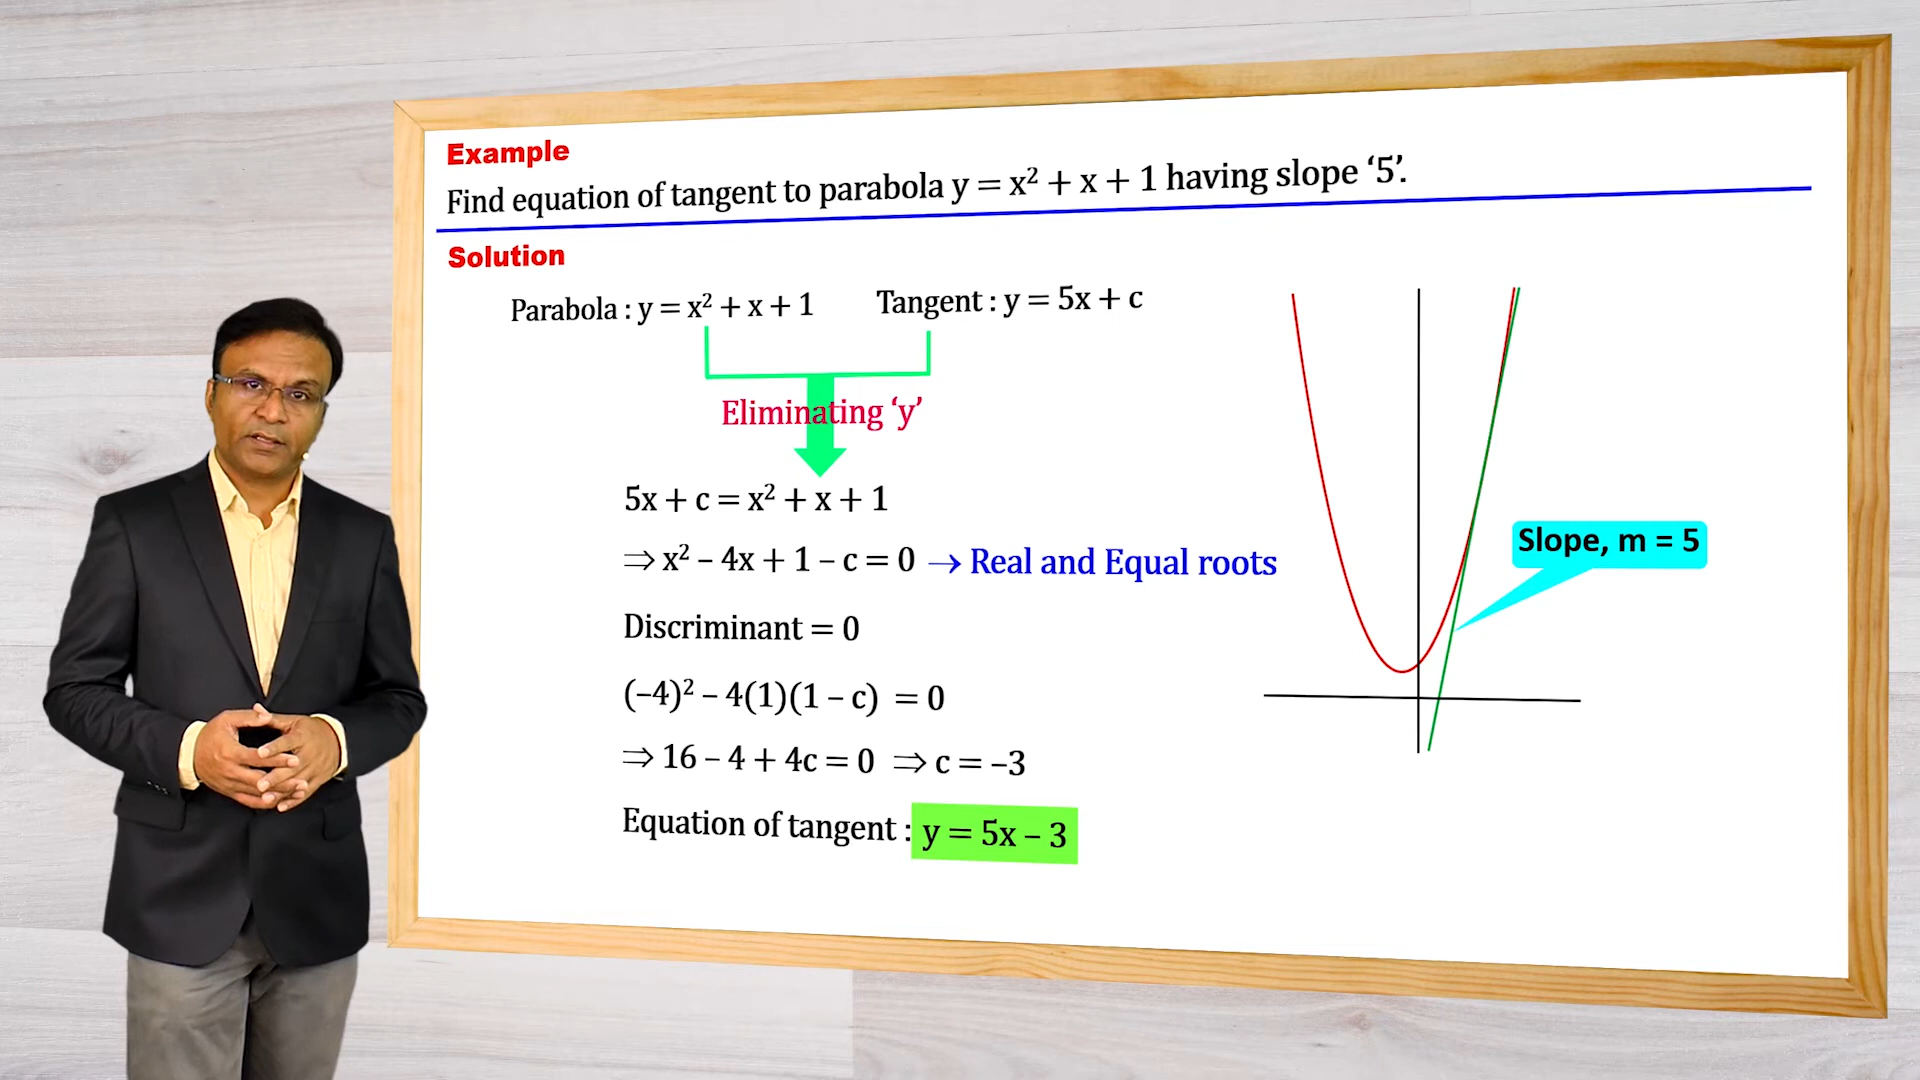 Example
Find equation of tangent to parabola y = x² + x + 1 having slope ‘5’.
Solution
Parabola : y = x² + x + 1
Tangent : y = 5x + c
Eliminating ‘y’
5x + c = x² + x + 1
⇒ x² – 4x + 1 – c = 0 → Real and Equal roots
Discriminant = 0
(–4)² – 4(1)(1 – c) = 0
⇒ 16 – 4 + 4c = 0 ⇒ c = –3
Equation of tangent : y = 5x – 3
Slope, m = 5